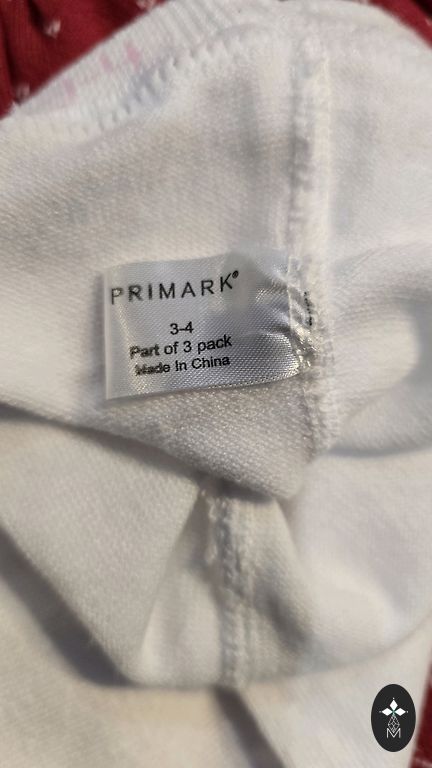 PRIMARK®
3-4
Part of 3 pack
Made In China
M